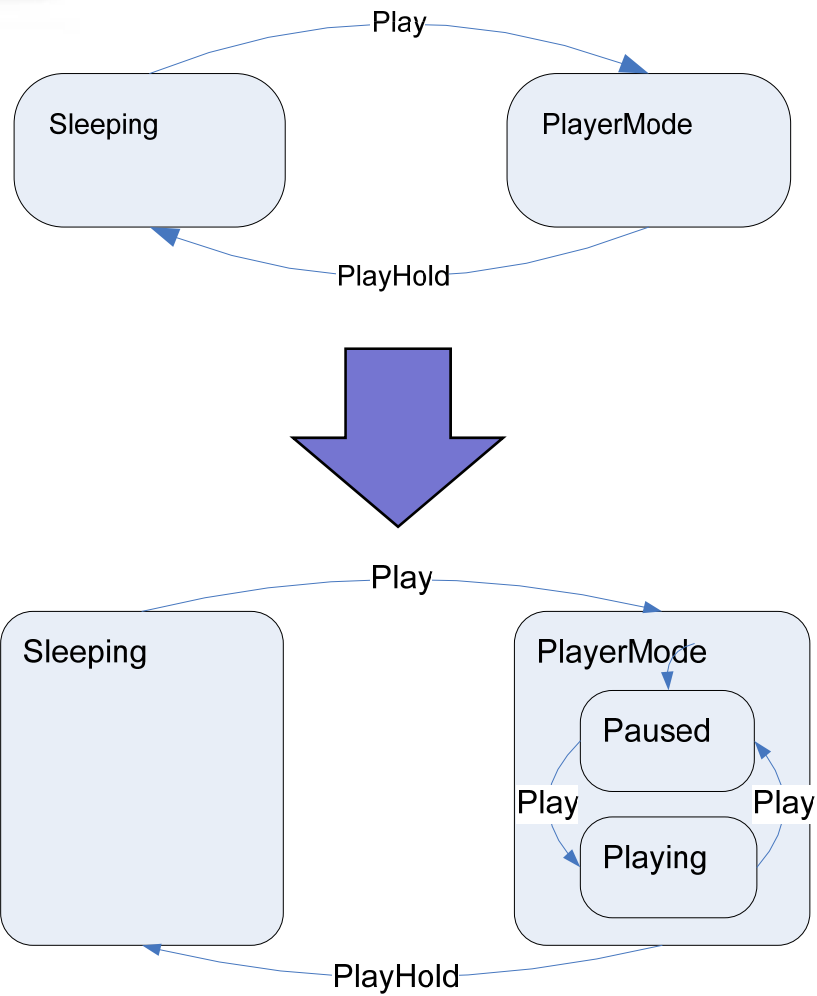 Play
Sleeping
PlayerMode
PlayHold
Play
Sleeping
PlayerMode
Paused
Play
Play
Playing
PlayHold